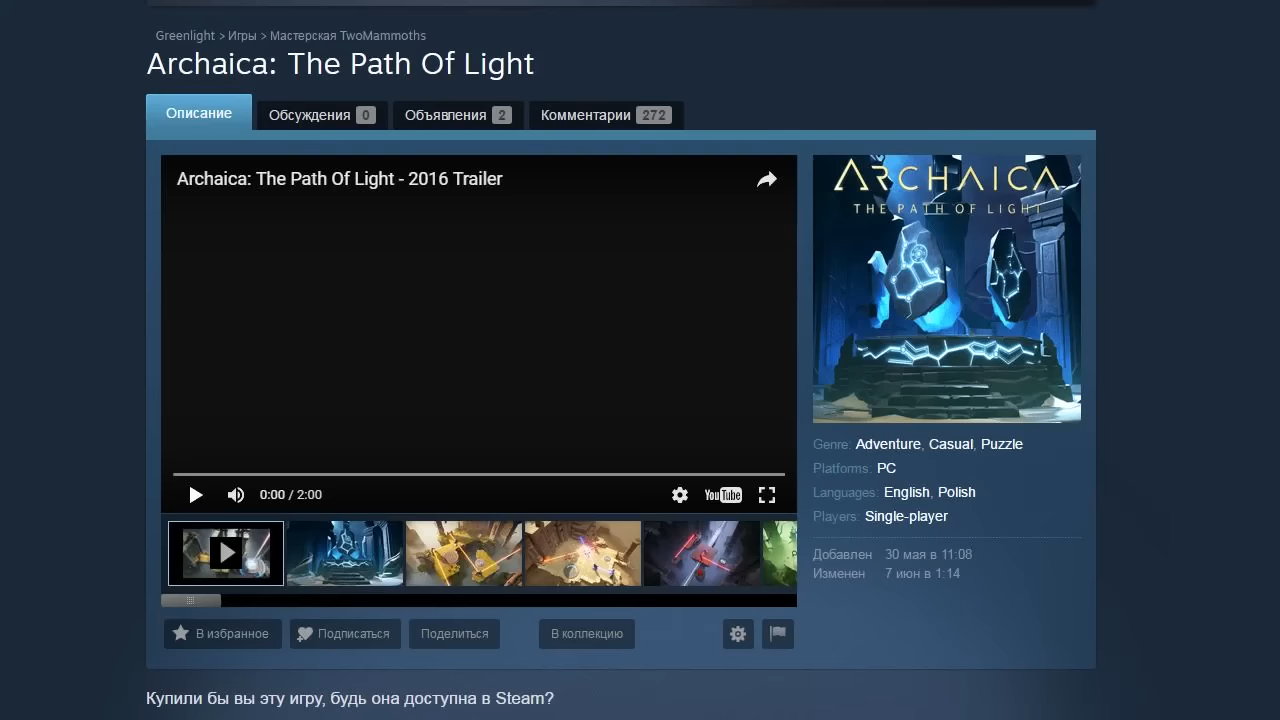 Greenlight > Игры > Мастерская TwoMammoths
Archaica: The Path Of Light
Описание
Обсуждения 0
Объявления 2
Комментарии 272
Archaica: The Path Of Light - 2016 Trailer
ARCHAICA
THE PATH OF LIGHT
0:00 / 2:00
YouTube
Genre: Adventure, Casual, Puzzle
Platforms: PC
Languages: English, Polish
Players: Single-player
Добавлен 30 мая в 11:08
Изменен 7 июн в 1:14
В избранное
Подписаться
Поделиться
В коллекцию
Купили бы вы эту игру, будь она доступна в Steam?